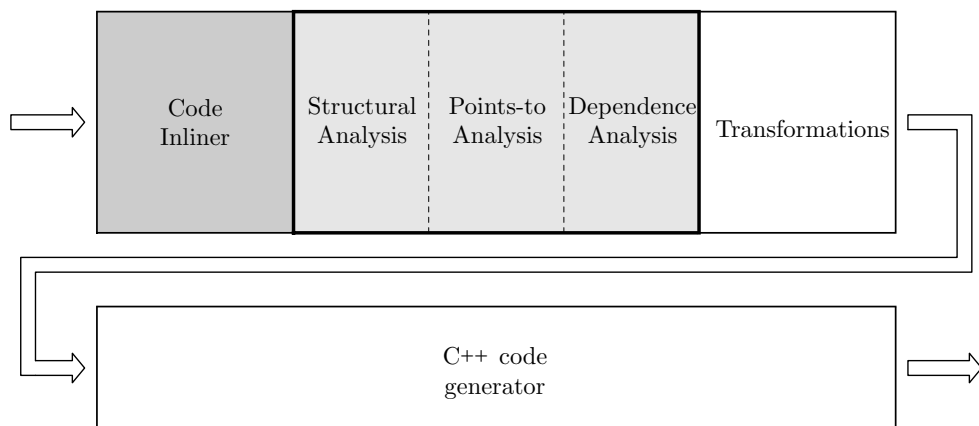 Code
Inliner
Structural
Analysis
Points-to
Analysis
Dependence
Analysis
Transformations
C++ code
generator